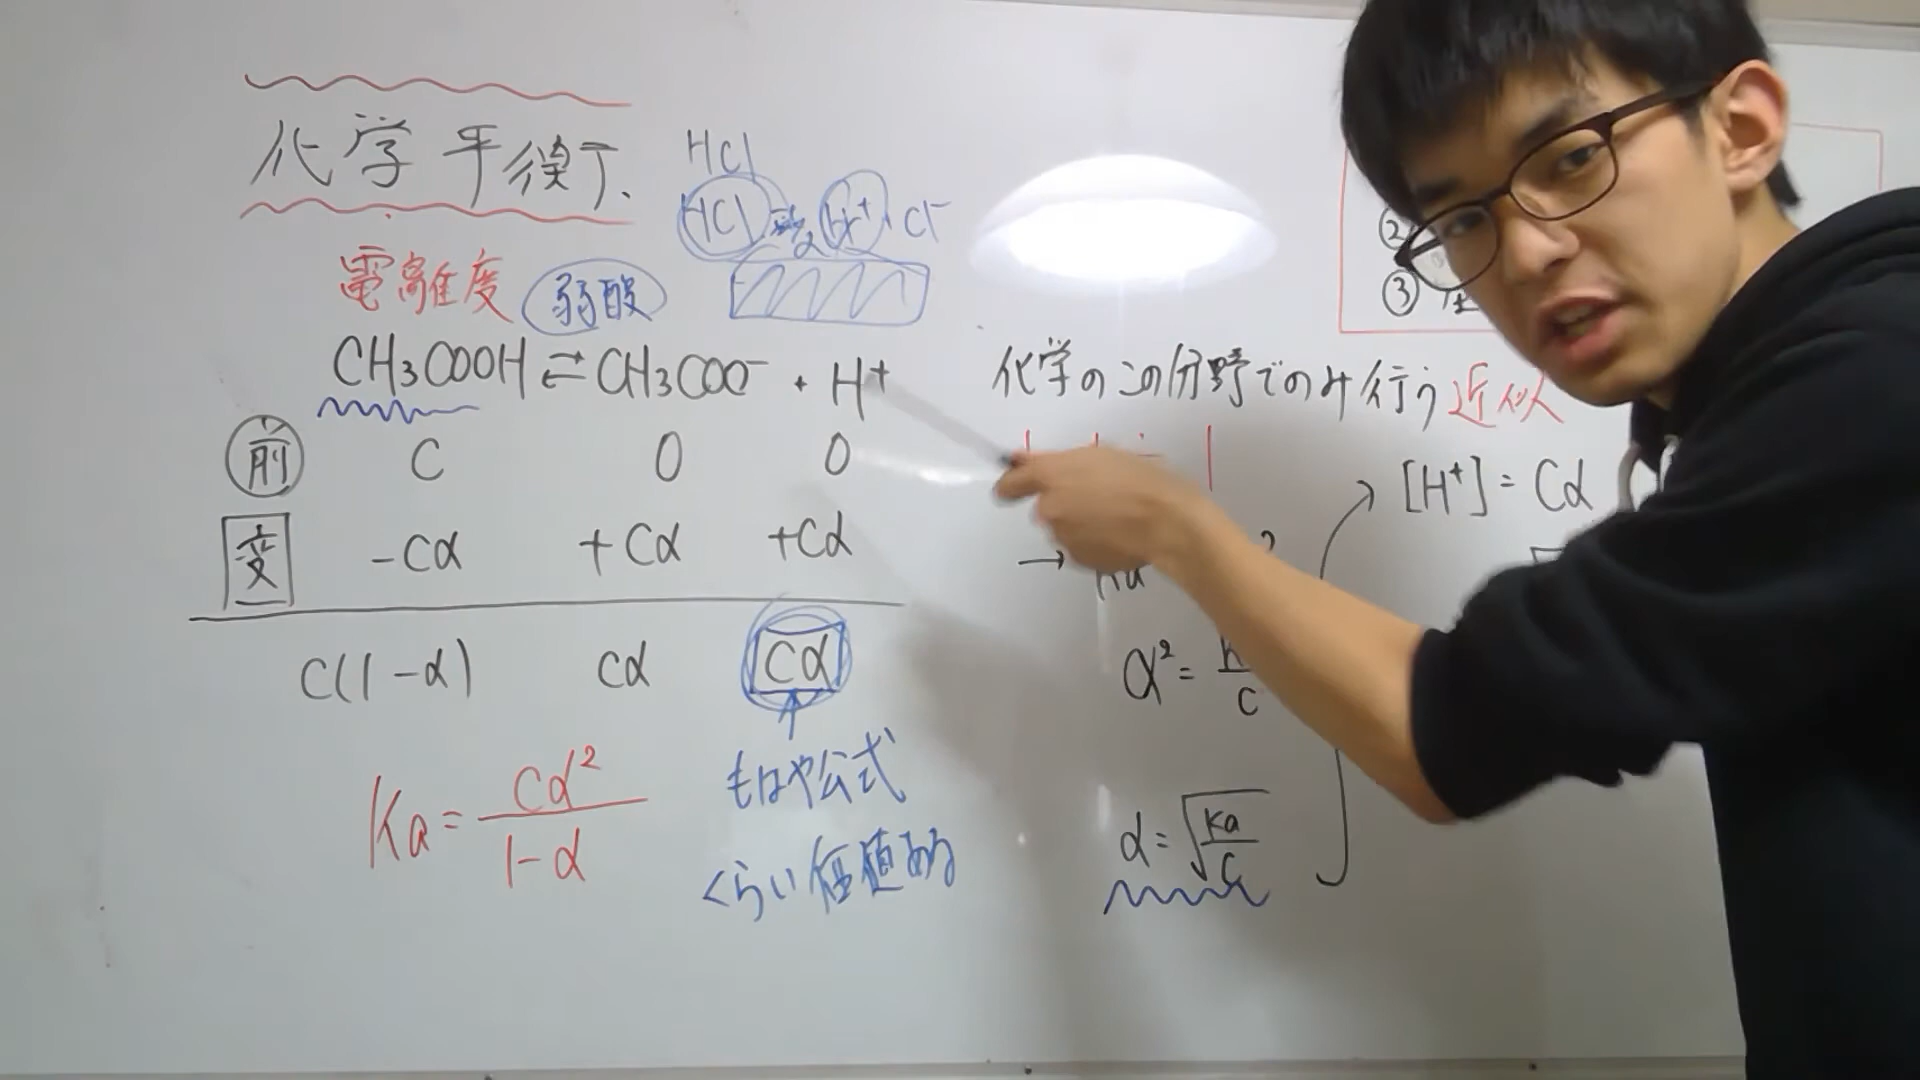 化学平衡
HCl
HCl H⁺ Cl⁻
電離度 弱酸
CH₃COOH ⇄ CH₃COO⁻ + H⁺
前 C 0 0
変 -Cα +Cα +Cα
C(1-α) Cα Cα
Ka = Cα² / 1-α
もはや公式
くらい価値ある
②
③
化学のこの分野でのみ行う近似
1
→ Ka
α² = C
α = √Ka/C
[H⁺] = Cα